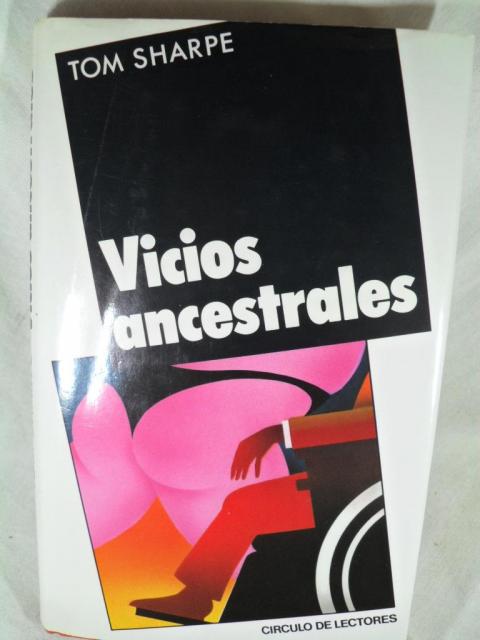 TOM SHARPE
Vicios
ancestrales
CIRCULO DE LECTORES